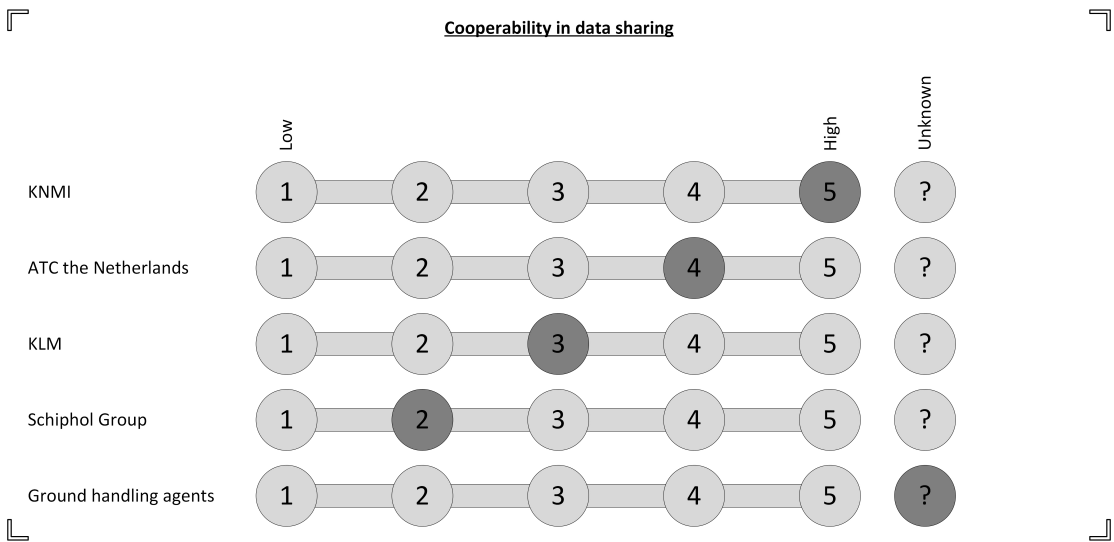 Cooperability in data sharing
Low High Unknown
KNMI 1 2 3 4 5 ?
ATC the Netherlands 1 2 3 4 5 ?
KLM 1 2 3 4 5 ?
Schiphol Group 1 2 3 4 5 ?
Ground handling agents 1 2 3 4 5 ?